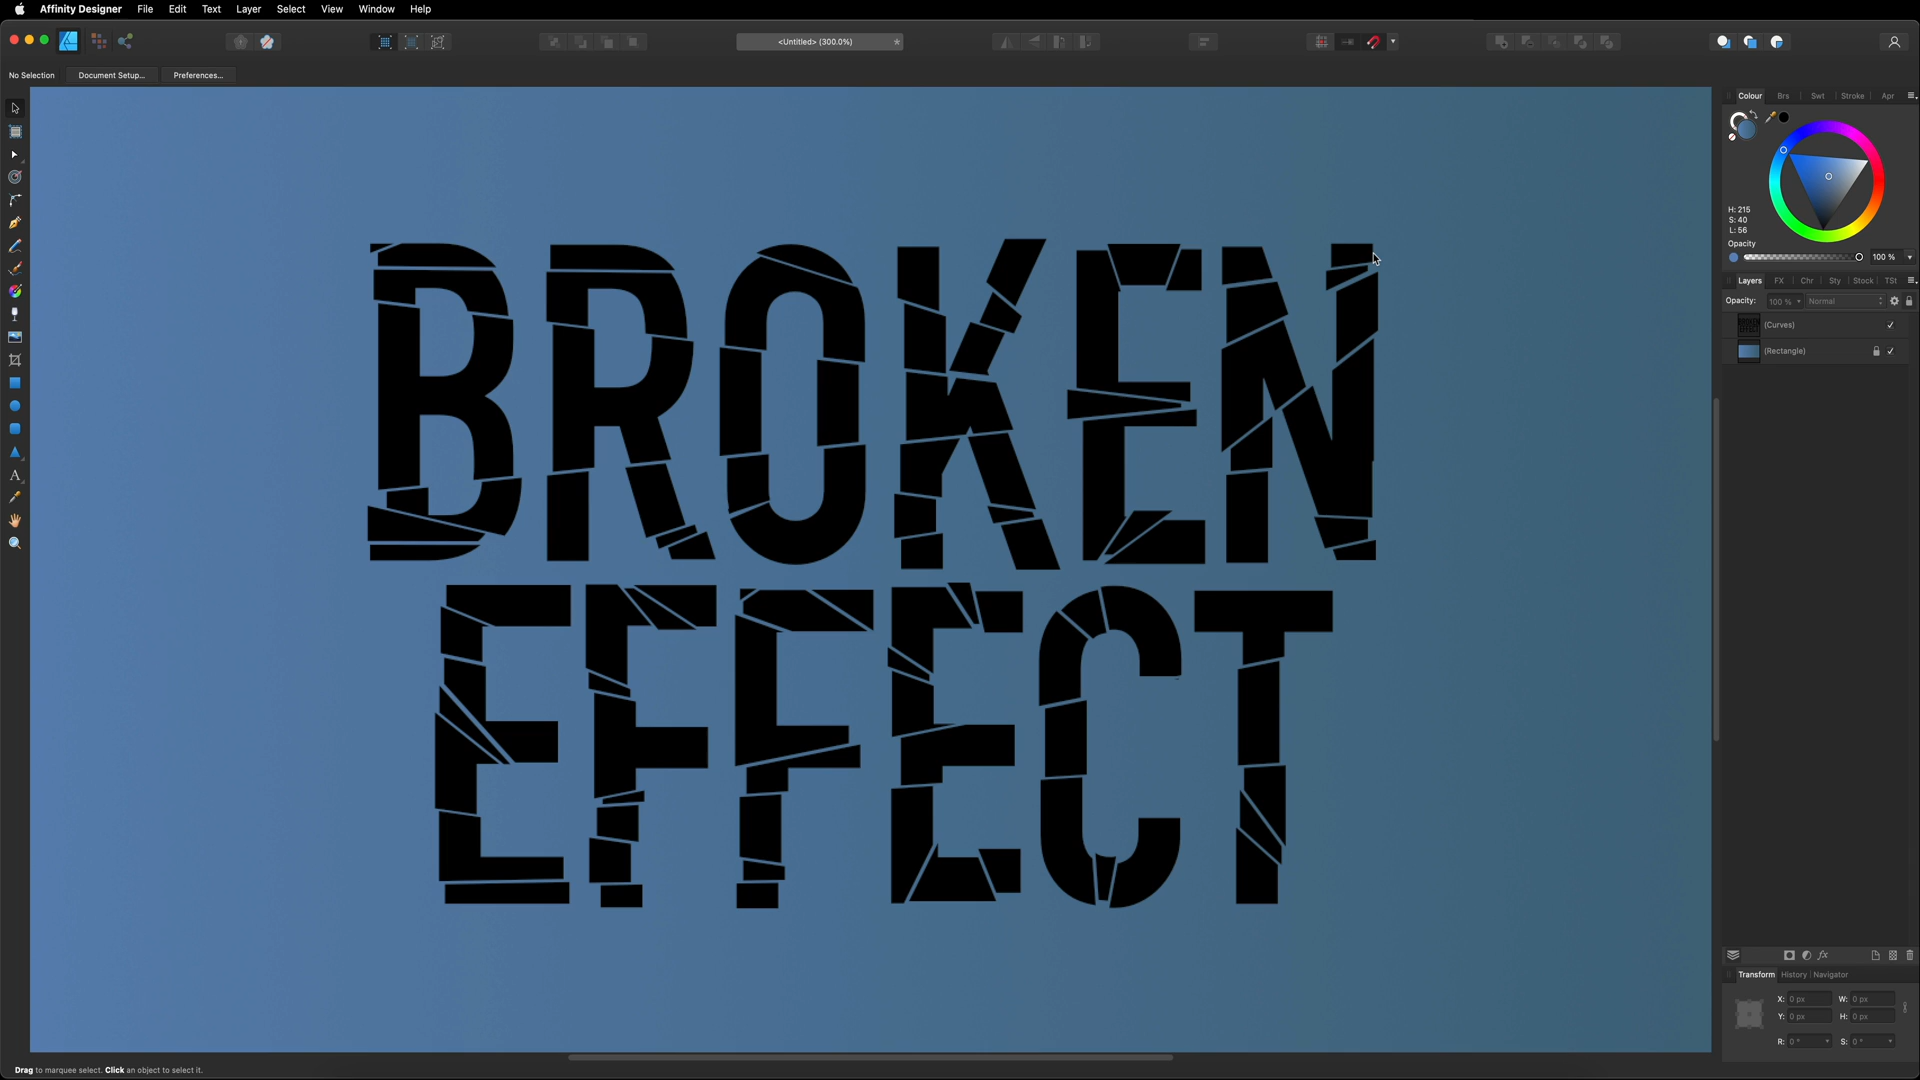 Affinity Designer File Edit Text Layer Select View Window Help
<Untitled> (300.0%)
No Selection Document Setup... Preferences...
Colour Brs Swt Stroke Apr
H: 215
S: 40
L: 56
Opacity
100 %
Layers FX Chr Sty Stock TSt
Opacity: 100 % Normal
(Curves)
(Rectangle)
BROKEN
EFFECT
Transform History Navigator
X: 0 px W: 0 px
Y: 0 px H: 0 px
R: 0 ° S: 0 °
Drag to marquee select. Click an object to select it.